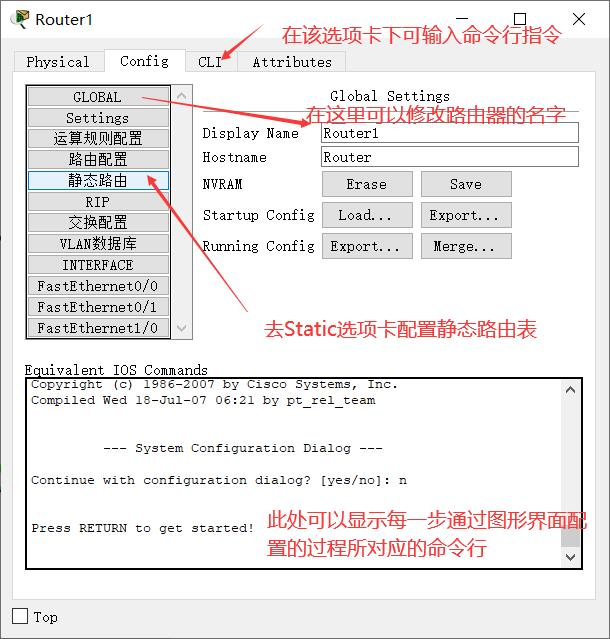 Router1
在该选项卡下可输入命令行指令
Physical Config CLI Attributes
GLOBAL
Settings
运算规则配置
路由配置
静态路由
RIP
交换配置
VLAN数据库
INTERFACE
FastEthernet0/0
FastEthernet0/1
FastEthernet1/0
Global Settings
在这里可以修改路由器的名字
Display Name Router1
Hostname Router
NVRAM Erase Save
Startup Config Load... Export...
Running Config Export... Merge...
去Static选项卡配置静态路由表
Equivalent IOS Commands
Copyright (c) 1986-2007 by Cisco Systems, Inc.
Compiled Wed 18-Jul-07 06:21 by pt_rel_team
--- System Configuration Dialog ---
Continue with configuration dialog? [yes/no]: n
Press RETURN to get started!
此处可以显示每一步通过图形界面配
置的过程所对应的命令行
Top